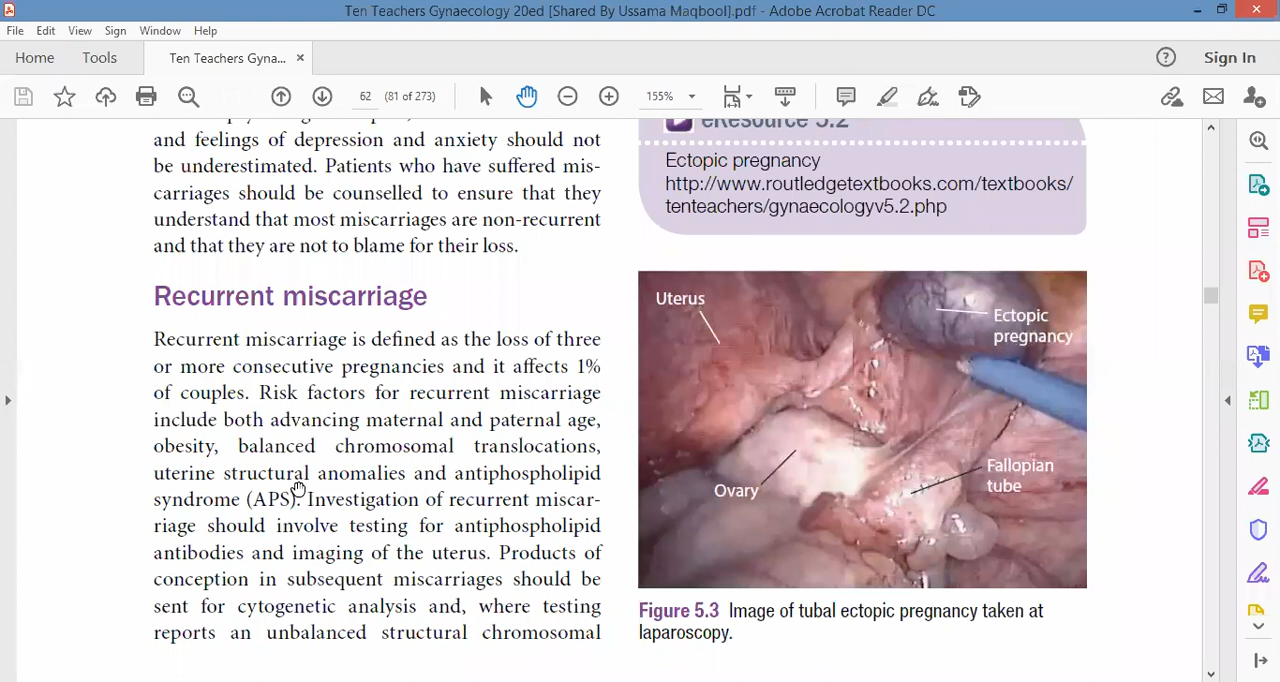 Ten Teachers Gynaecology 20ed [Shared By Ussama Maqbool].pdf - Adobe Acrobat Reader DC
File Edit View Sign Window Help
Home Tools Ten Teachers Gyna... × Sign In
62 (81 of 273) 155%
and feelings of depression and anxiety should not
be underestimated. Patients who have suffered mis-
carriages should be counselled to ensure that they
understand that most miscarriages are non-recurrent
and that they are not to blame for their loss.
Recurrent miscarriage
Recurrent miscarriage is defined as the loss of three
or more consecutive pregnancies and it affects 1%
of couples. Risk factors for recurrent miscarriage
include both advancing maternal and paternal age,
obesity, balanced chromosomal translocations,
uterine structural anomalies and antiphospholipid
syndrome (APS). Investigation of recurrent miscar-
riage should involve testing for antiphospholipid
antibodies and imaging of the uterus. Products of
conception in subsequent miscarriages should be
sent for cytogenetic analysis and, where testing
reports an unbalanced structural chromosomal
eResource 5.2
Ectopic pregnancy
http://www.routledgetextbooks.com/textbooks/
tenteachers/gynaecologyv5.2.php
Uterus
Ectopic
pregnancy
Ovary
Fallopian
tube
Figure 5.3 Image of tubal ectopic pregnancy taken at
laparoscopy.